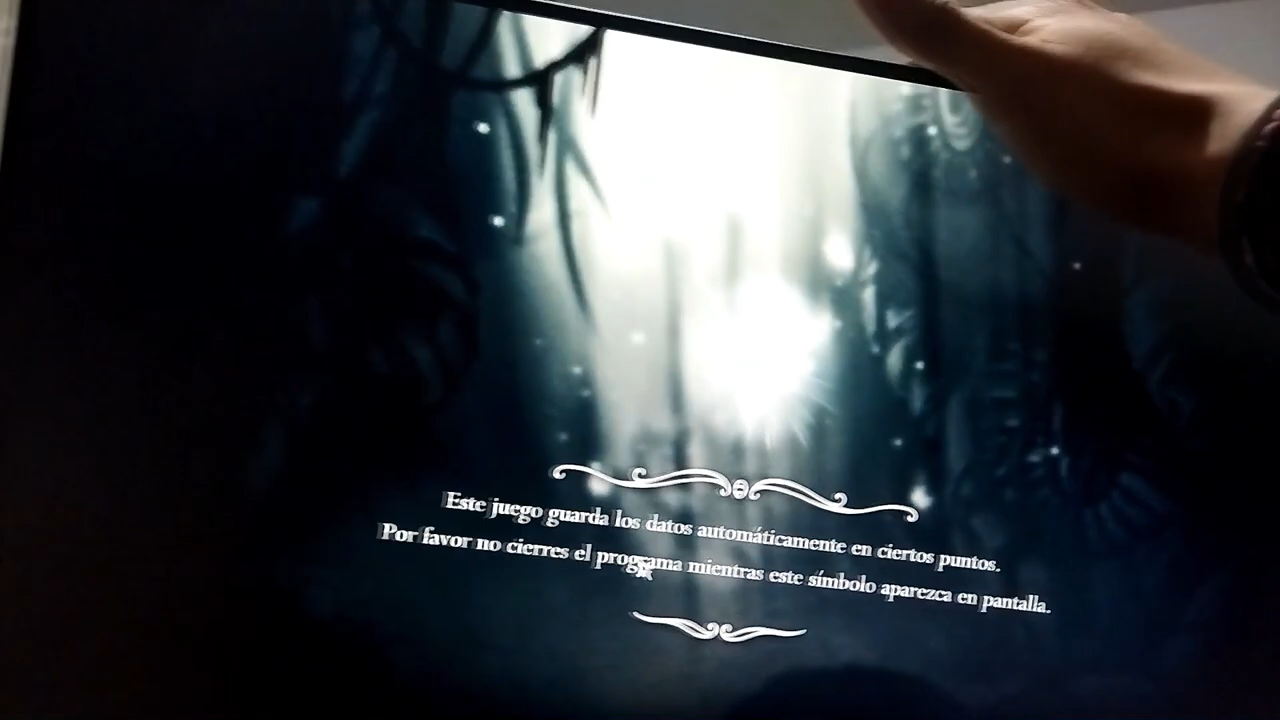 Este juego guarda los datos automáticamente en ciertos puntos.
Por favor no cierres el programa mientras este símbolo aparezca en pantalla.